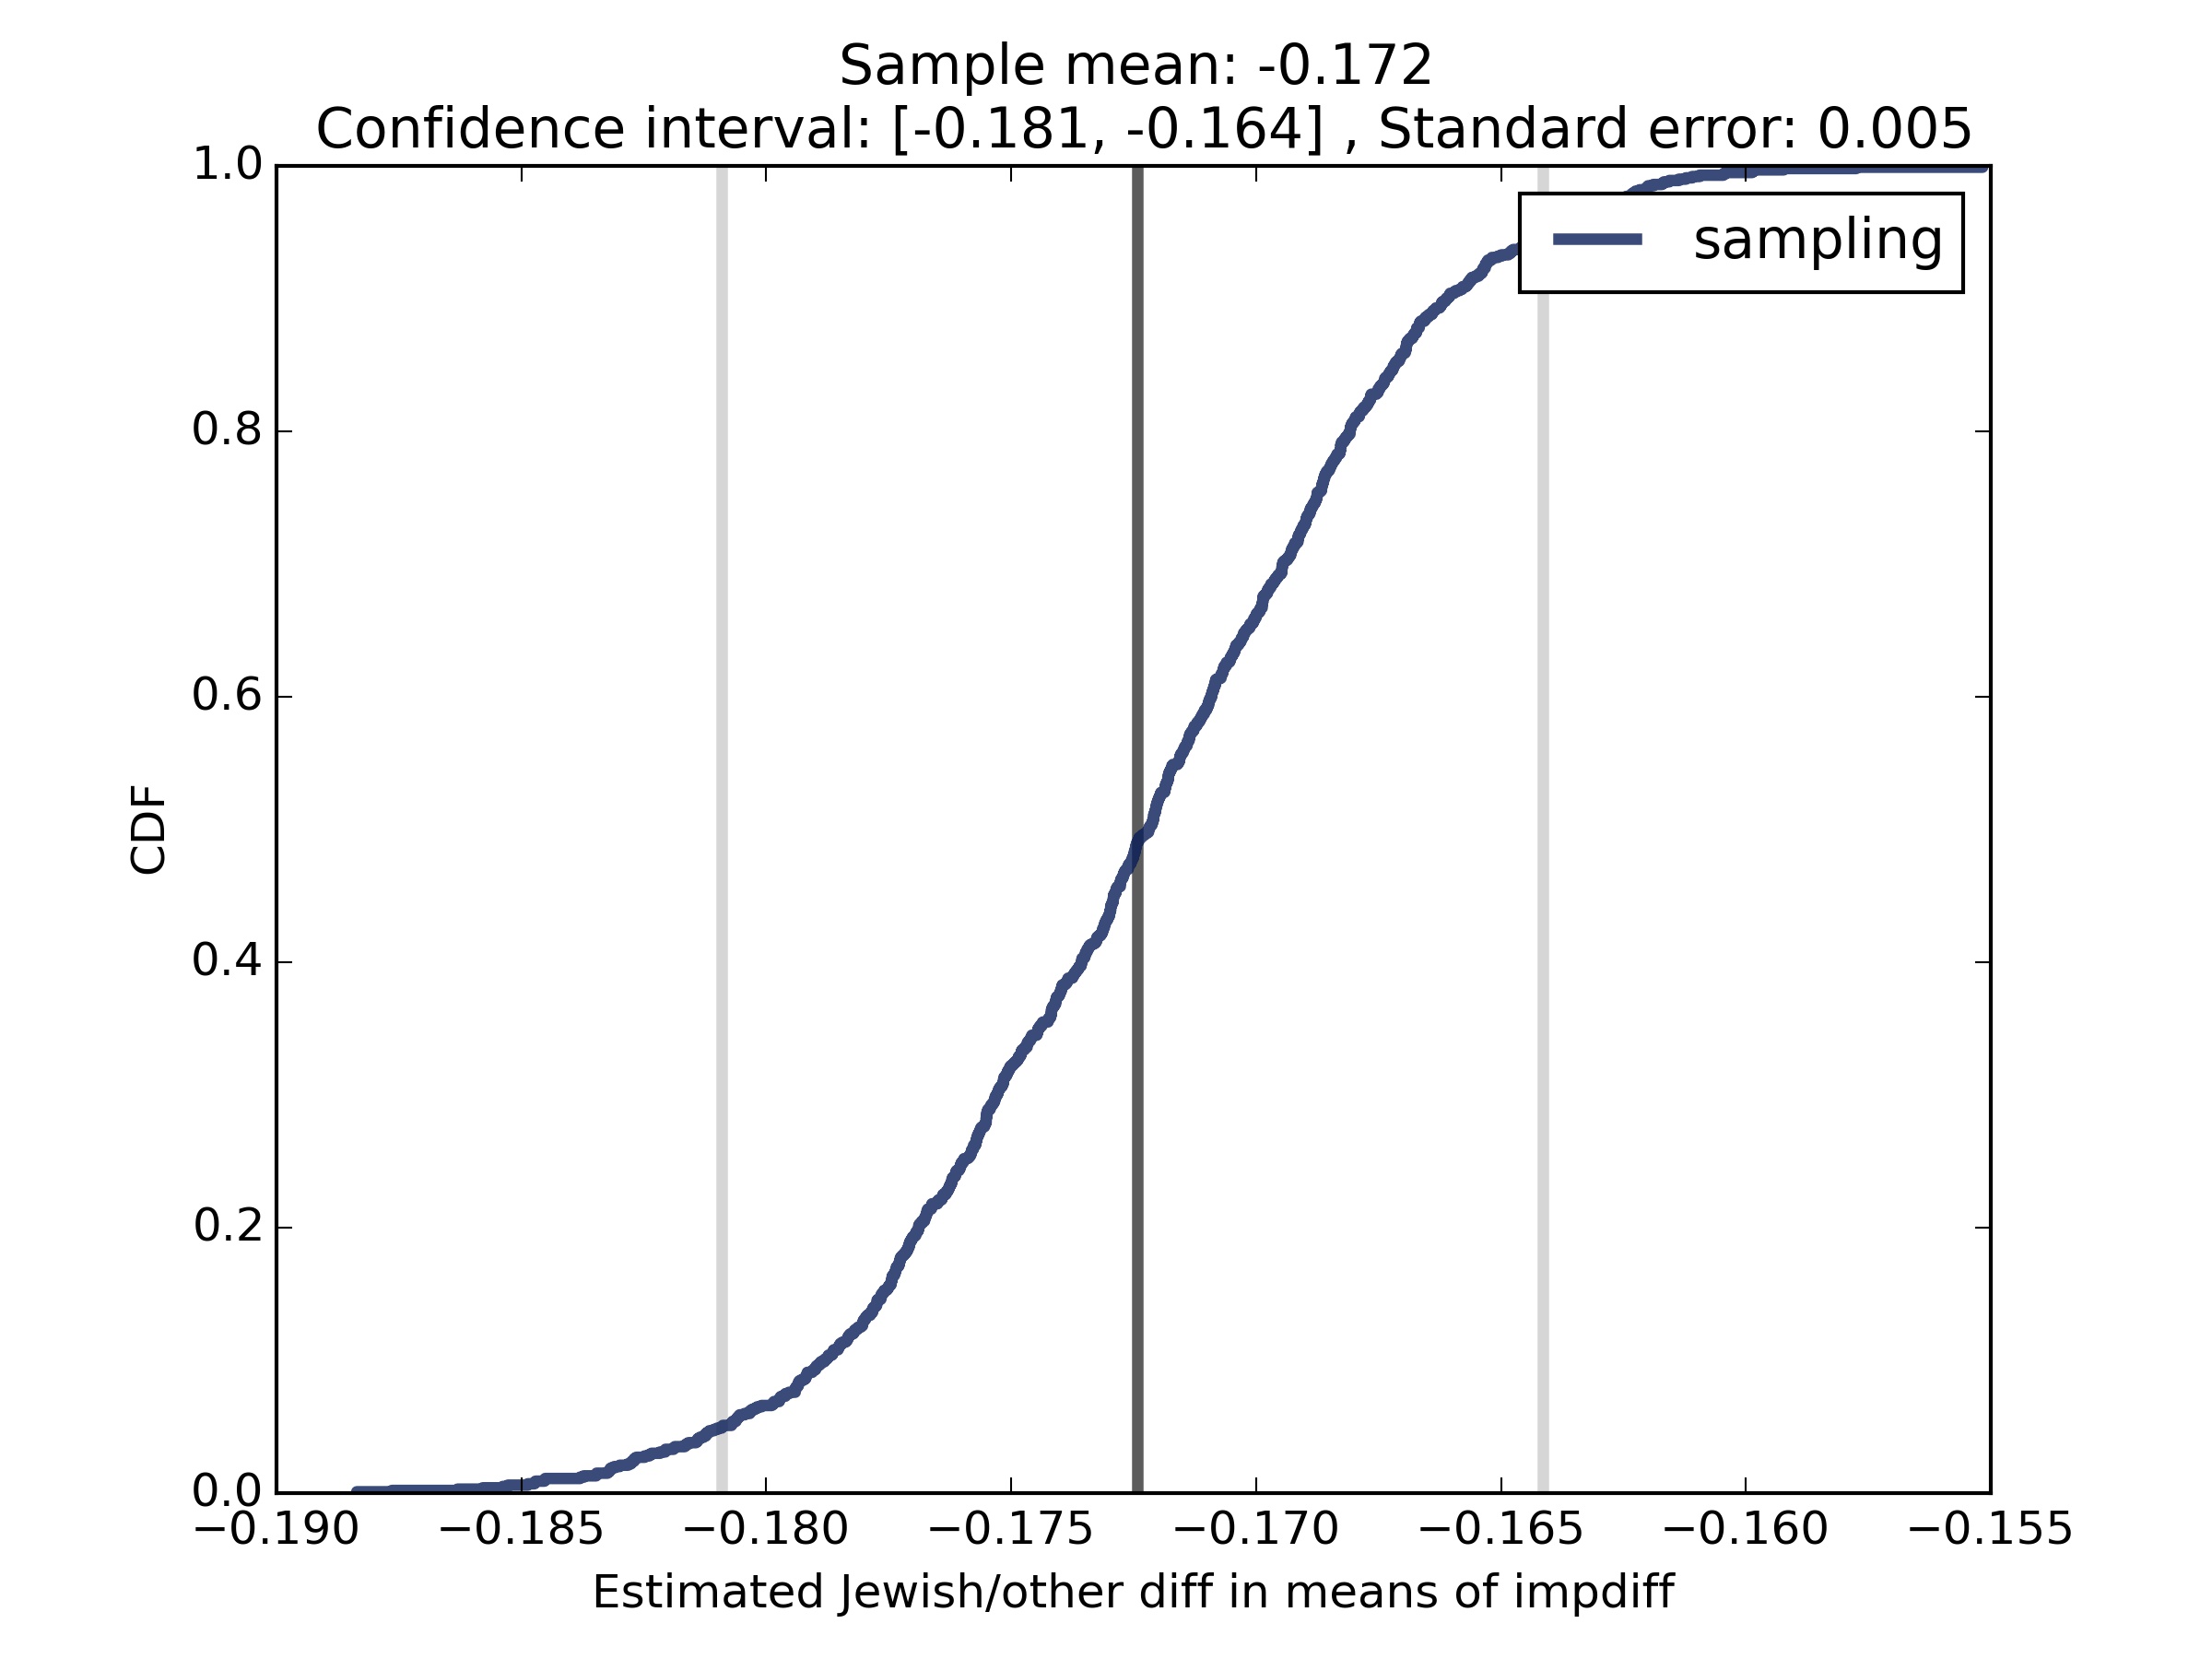 Sample mean: -0.172
Confidence interval: [-0.181, -0.164] , Standard error: 0.005
sampling
1.0
0.8
0.6
0.4
0.2
0.0
CDF
−0.190 −0.185 −0.180 −0.175 −0.170 −0.165 −0.160 −0.155
Estimated Jewish/other diff in means of impdiff